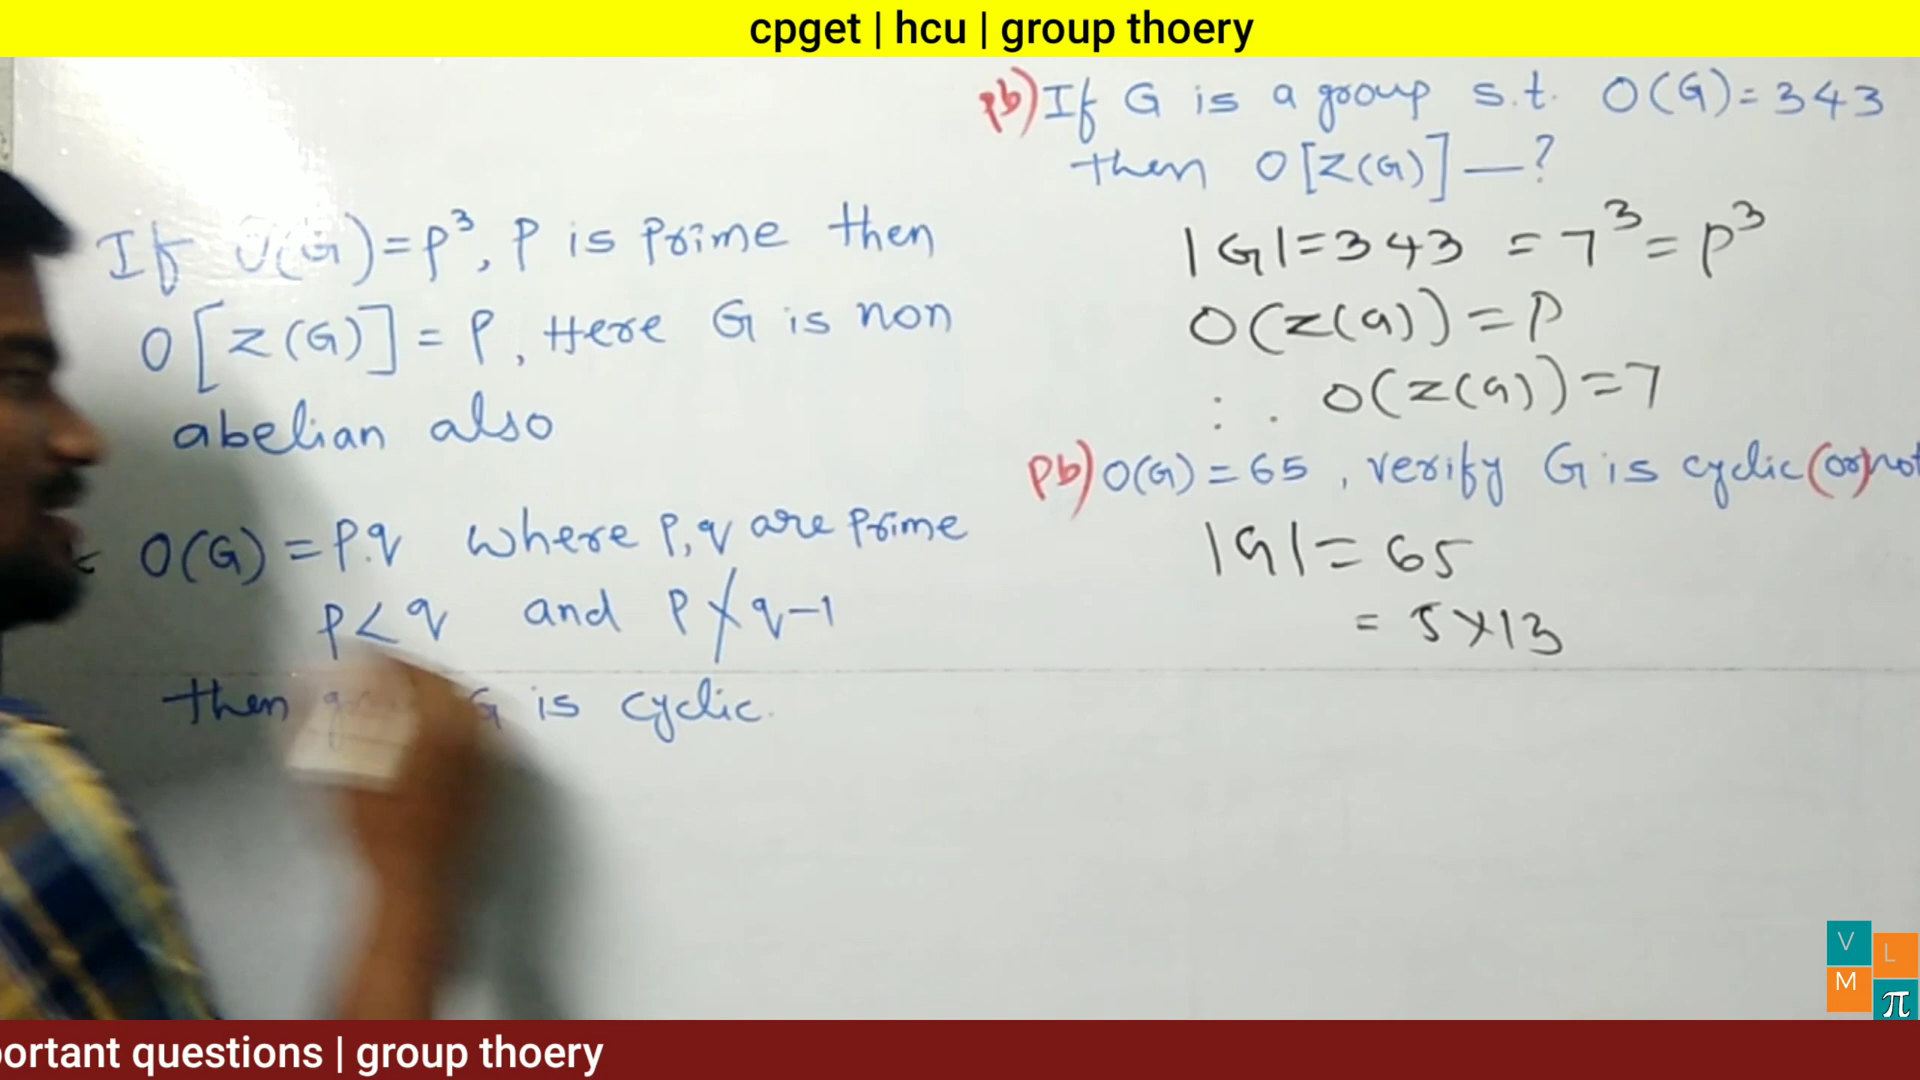 cpget | hcu | group thoery
If O(G)=p³, P is Prime then
O[Z(G)] = P, Here G is non
abelian also
O(G) = P.q where P,q are Prime
P<q and P∤q-1
then G is cyclic.
pb) If G is a group s.t. O(G)=343
then O[Z(G)] — ?
|G|=343 = 7³ = p³
O(Z(G)) = P
∴ O(Z(G)) = 7
Pb) O(G) = 65, verify G is cyclic (or) not
|G| = 65
= 5×13
V L
M π
portant questions | group thoery